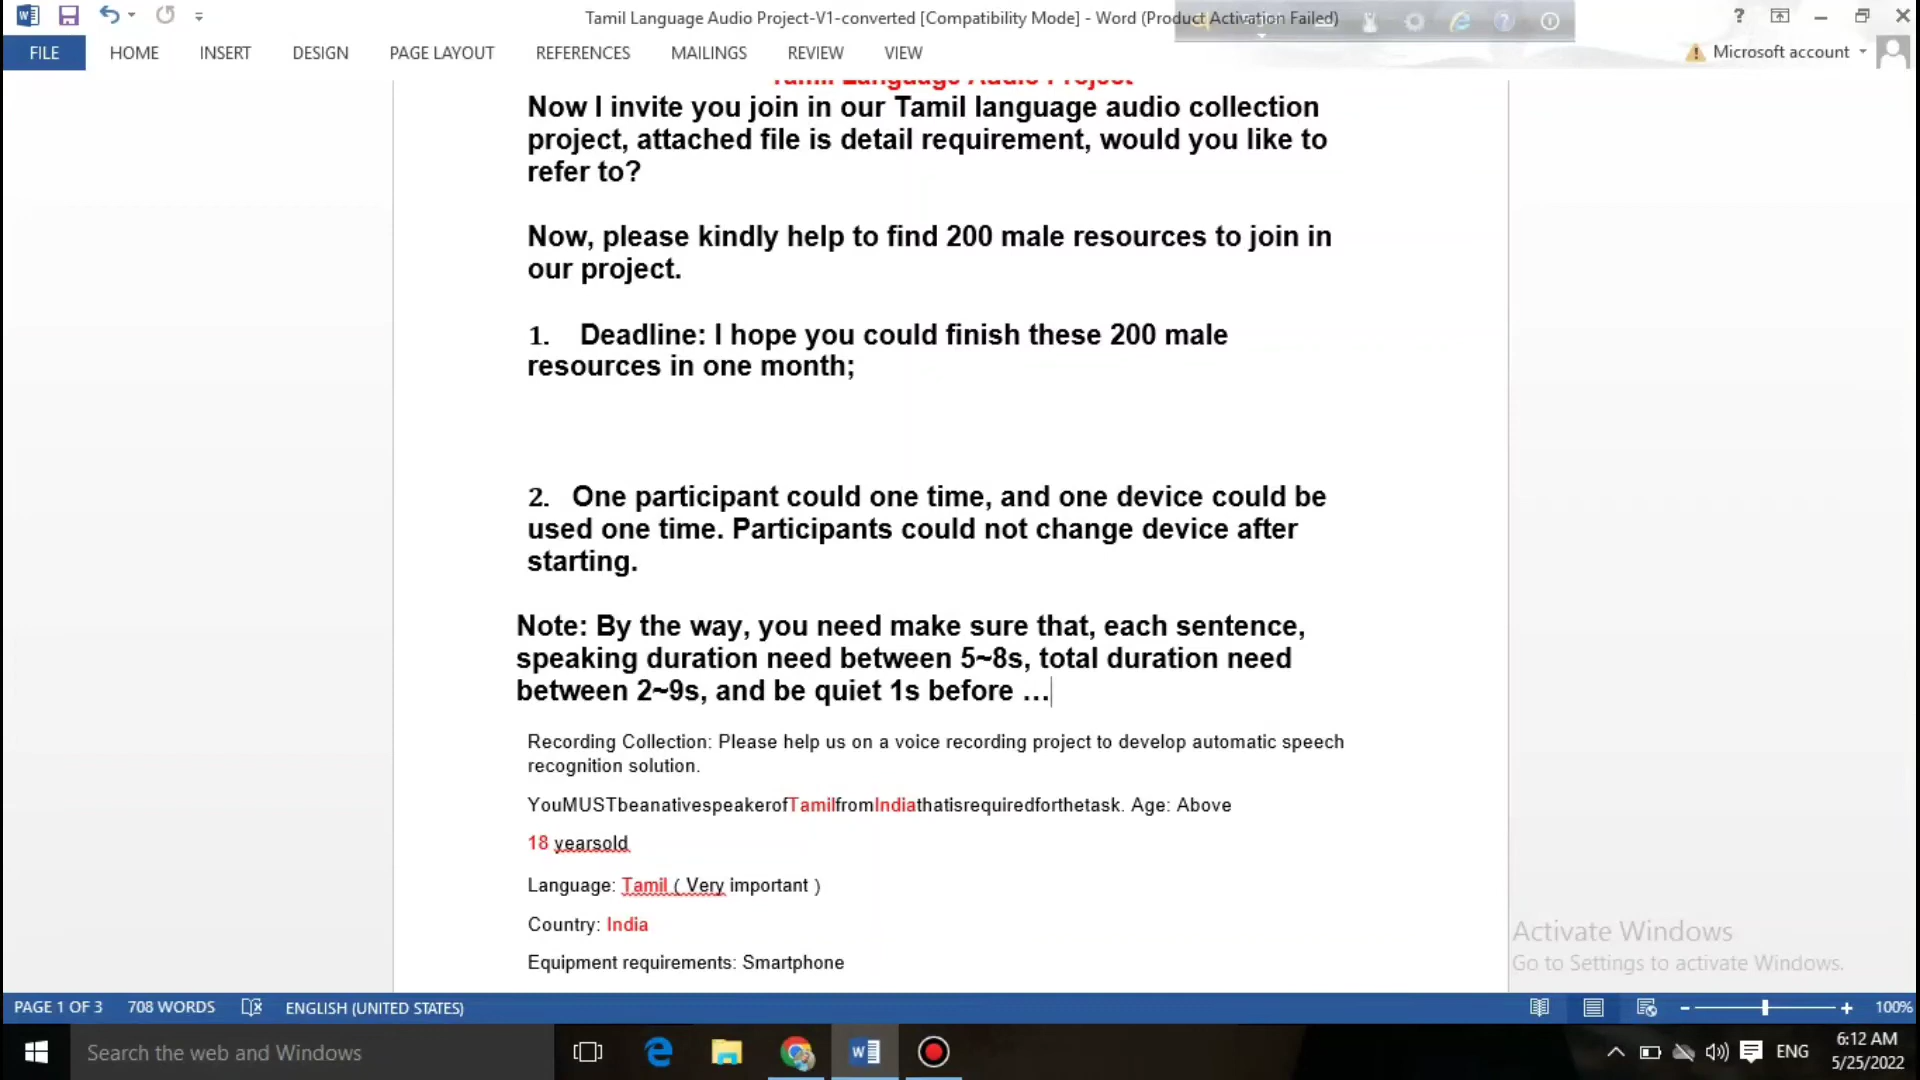 Tamil Language Audio Project-V1-converted [Compatibility Mode] - Word (Product Activation Failed)
FILE HOME INSERT DESIGN PAGE LAYOUT REFERENCES MAILINGS REVIEW VIEW Microsoft account
Tamil Language Audio Project
Now I invite you join in our Tamil language audio collection
project, attached file is detail requirement, would you like to
refer to?
Now, please kindly help to find 200 male resources to join in
our project.
1. Deadline: I hope you could finish these 200 male
resources in one month;
2. One participant could one time, and one device could be
used one time. Participants could not change device after
starting.
Note: By the way, you need make sure that, each sentence,
speaking duration need between 5~8s, total duration need
between 2~9s, and be quiet 1s before …
Recording Collection: Please help us on a voice recording project to develop automatic speech
recognition solution.
YouMUSTbeanativespeakerofTamilfromIndiathatisrequiredforthetask. Age: Above
18 yearsold
Language: Tamil ( Very important )
Country: India
Equipment requirements: Smartphone
Activate Windows
Go to Settings to activate Windows.
PAGE 1 OF 3 708 WORDS ENGLISH (UNITED STATES) 100%
Search the web and Windows
ENG
6:12 AM
5/25/2022